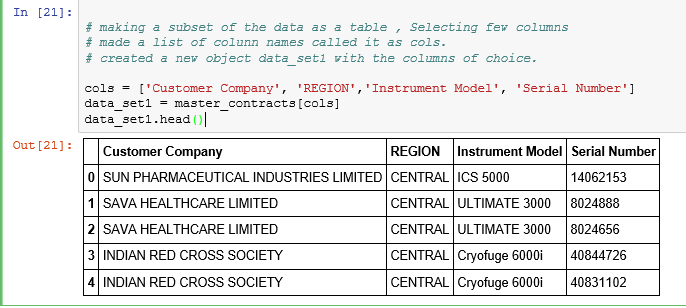 In [21]:
# making a subset of the data as a table , Selecting few columns
# made a list of colunn names called it as cols.
# created a new object data_set1 with the columns of choice.
cols = ['Customer Company', 'REGION','Instrument Model', 'Serial Number']
data_set1 = master_contracts[cols]
data_set1.head()
Out[21]:
Customer Company REGION Instrument Model Serial Number
0 SUN PHARMACEUTICAL INDUSTRIES LIMITED CENTRAL ICS 5000 14062153
1 SAVA HEALTHCARE LIMITED CENTRAL ULTIMATE 3000 8024888
2 SAVA HEALTHCARE LIMITED CENTRAL ULTIMATE 3000 8024656
3 INDIAN RED CROSS SOCIETY CENTRAL Cryofuge 6000i 40844726
4 INDIAN RED CROSS SOCIETY CENTRAL Cryofuge 6000i 40831102